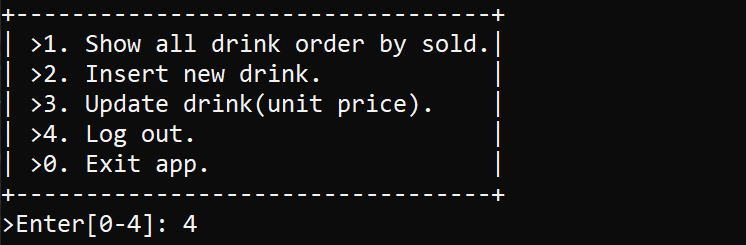 +----------------------------------+
| >1. Show all drink order by sold.|
| >2. Insert new drink.            |
| >3. Update drink(unit price).    |
| >4. Log out.                     |
| >0. Exit app.                    |
+----------------------------------+
>Enter[0-4]: 4